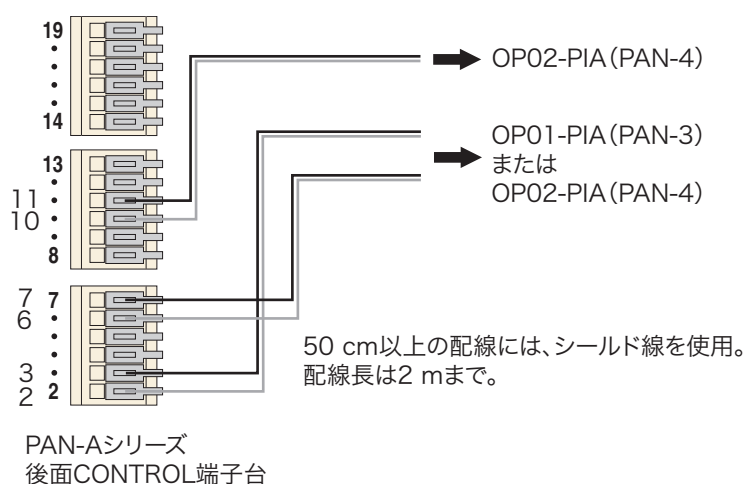 19
14
OP02-PIA(PAN-4)
13
11
10
8
OP01-PIA(PAN-3)
または
OP02-PIA(PAN-4)
7 7
6
3
2 2
50 cm以上の配線には、シールド線を使用。
配線長は2 mまで。
PAN-Aシリーズ
後面CONTROL端子台